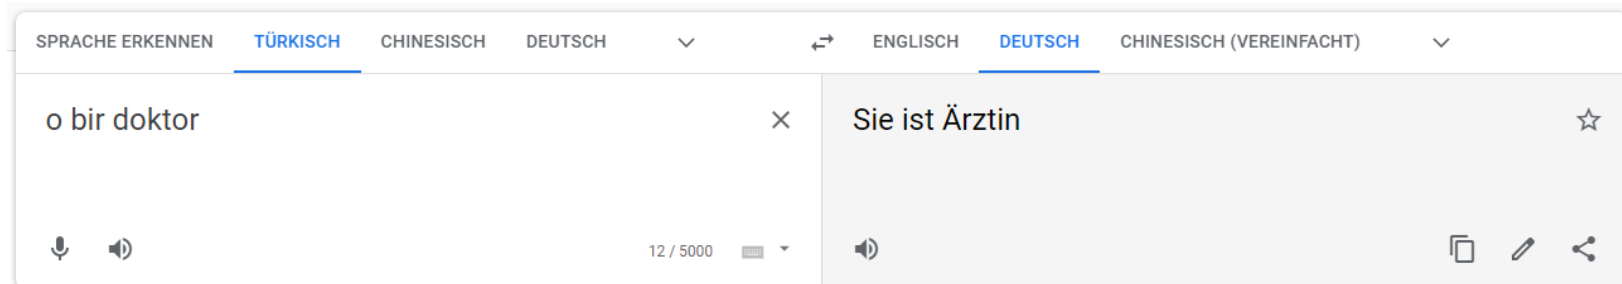 SPRACHE ERKENNEN TÜRKISCH CHINESISCH DEUTSCH ENGLISCH DEUTSCH CHINESISCH (VEREINFACHT)
o bir doktor
Sie ist Ärztin
12 / 5000